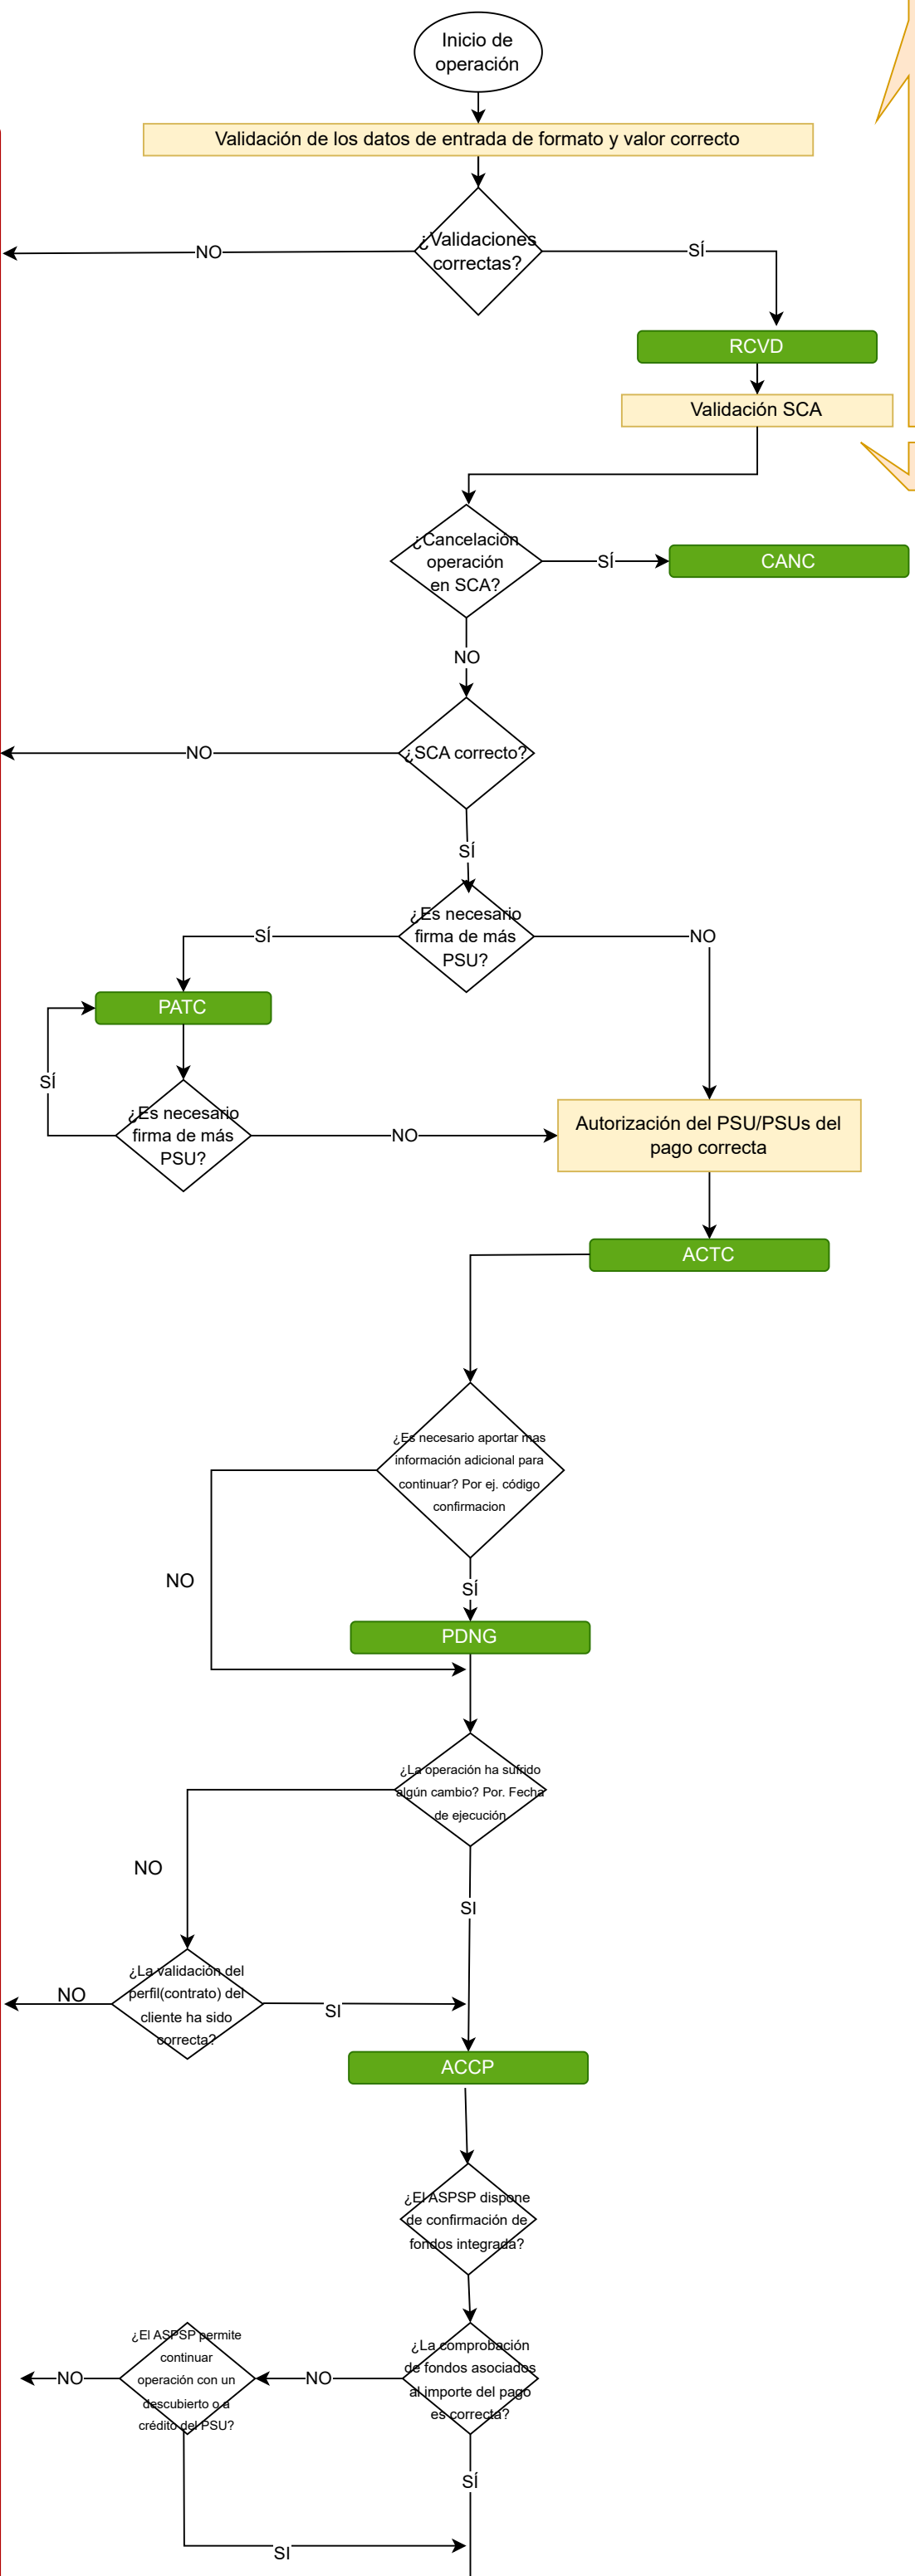 Inicio de
operación
Validación de los datos de entrada de formato y valor correcto
¿Validaciones
correctas?
NO
SÍ
RCVD
Validación SCA
¿Cancelación
operación
en SCA?
SÍ
CANC
NO
¿SCA correcto?
NO
SÍ
¿Es necesario
firma de más
PSU?
SÍ
NO
PATC
SÍ
¿Es necesario
firma de más
PSU?
NO
Autorización del PSU/PSUs del
pago correcta
ACTC
¿Es necesario aportar mas
información adicional para
continuar? Por ej. código
confirmacion
NO
SÍ
PDNG
¿La operación ha sufrido
algún cambio? Por. Fecha
de ejecución
NO
SI
¿La validación del
perfil(contrato) del
cliente ha sido
correcta?
NO
SI
ACCP
¿El ASPSP dispone
de confirmación de
fondos integrada?
¿El ASPSP permite
continuar
operación con un
descubierto o a
crédito del PSU?
NO
NO
¿La comprobación
de fondos asociados
al importe del pago
es correcta?
SÍ
SI